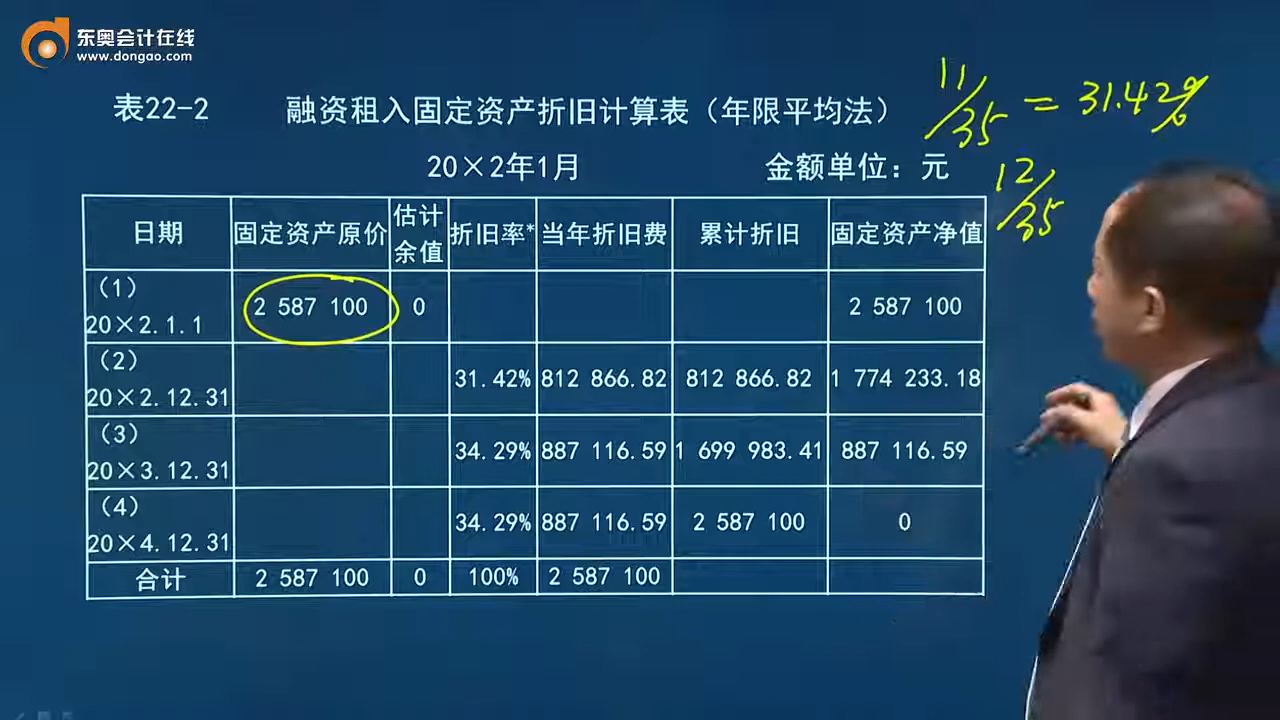 东奥会计在线
www.dongao.com
表22-2 融资租入固定资产折旧计算表（年限平均法）
11/35 = 31.42%
20×2年1月 金额单位：元
12/35
日期 固定资产原价 估计余值 折旧率* 当年折旧费 累计折旧 固定资产净值
（1）20×2.1.1 2 587 100 0 2 587 100
（2）20×2.12.31 31.42% 812 866.82 812 866.82 1 774 233.18
（3）20×3.12.31 34.29% 887 116.59 1 699 983.41 887 116.59
（4）20×4.12.31 34.29% 887 116.59 2 587 100 0
合计 2 587 100 0 100% 2 587 100